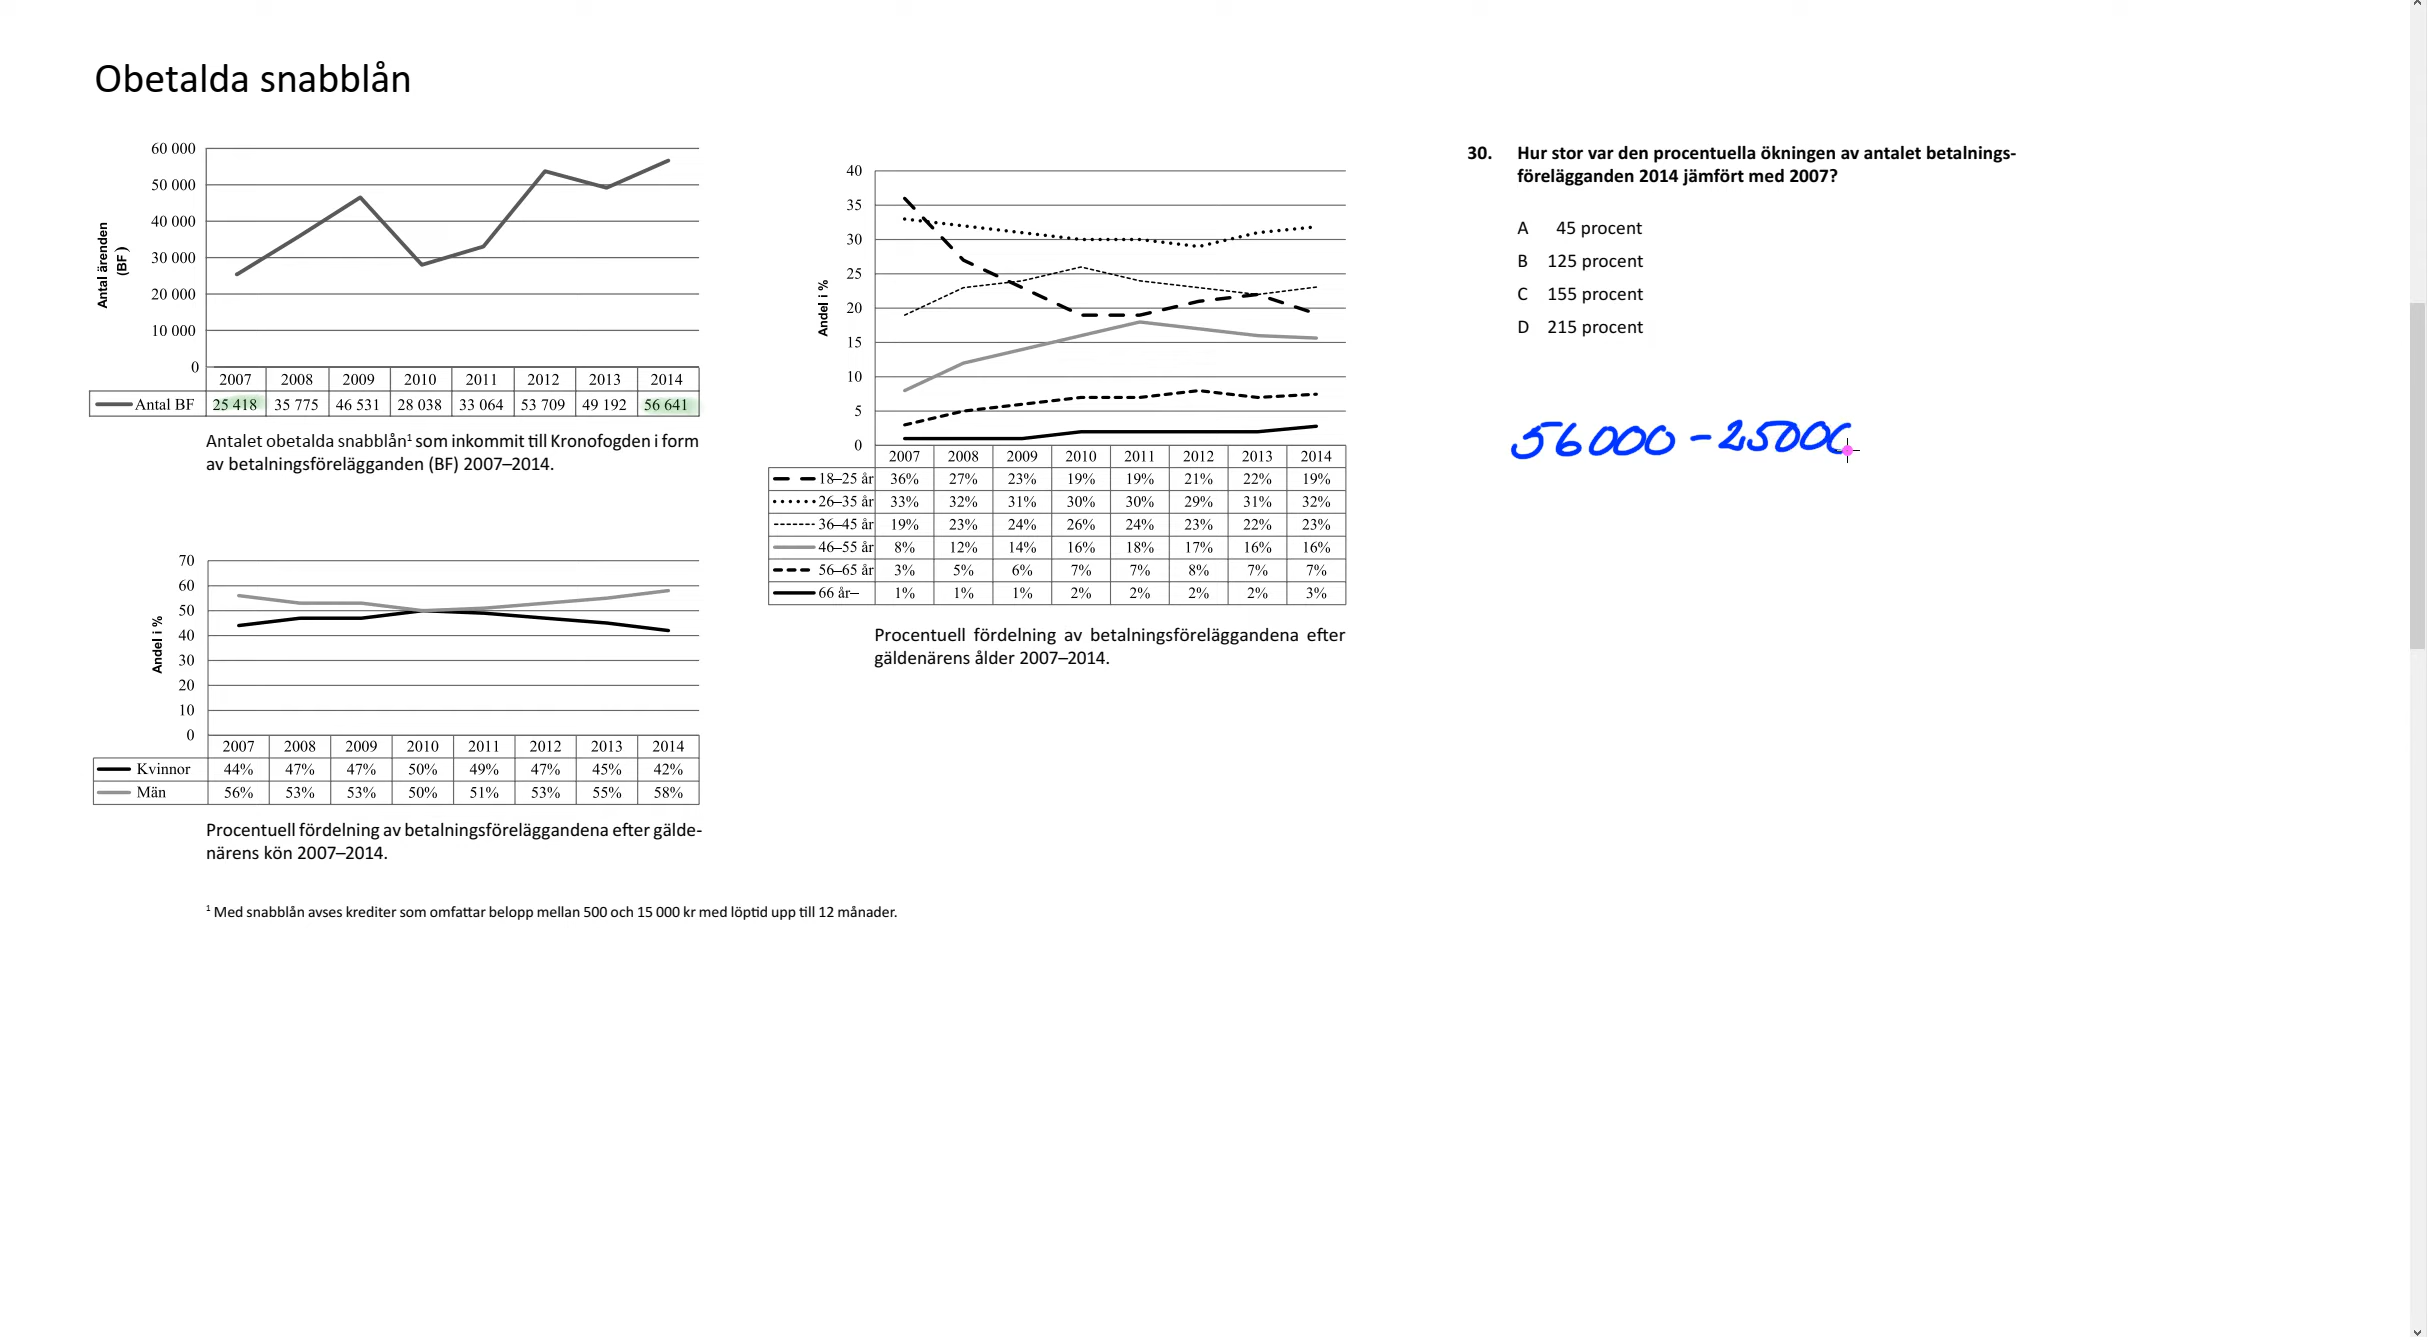 Obetalda snabblån
60 000
50 000
40 000
30 000
20 000
10 000
0
Antal ärenden
(BF )
2007 2008 2009 2010 2011 2012 2013 2014
Antal BF 25 418 35 775 46 531 28 038 33 064 53 709 49 192 56 641
Antalet obetalda snabblån¹ som inkommit till Kronofogden i form
av betalningsförelägganden (BF) 2007–2014.
70
60
50
40
30
20
10
0
Andel i %
2007 2008 2009 2010 2011 2012 2013 2014
Kvinnor 44% 47% 47% 50% 49% 47% 45% 42%
Män 56% 53% 53% 50% 51% 53% 55% 58%
Procentuell fördelning av betalningsföreläggandena efter gälde-
närens kön 2007–2014.
¹ Med snabblån avses krediter som omfattar belopp mellan 500 och 15 000 kr med löptid upp till 12 månader.
40
35
30
25
20
15
10
5
0
Andel i %
2007 2008 2009 2010 2011 2012 2013 2014
18–25 år 36% 27% 23% 19% 19% 21% 22% 19%
26–35 år 33% 32% 31% 30% 30% 29% 31% 32%
36–45 år 19% 23% 24% 26% 24% 23% 22% 23%
46–55 år 8% 12% 14% 16% 18% 17% 16% 16%
56–65 år 3% 5% 6% 7% 7% 8% 7% 7%
66 år– 1% 1% 1% 2% 2% 2% 2% 3%
Procentuell fördelning av betalningsföreläggandena efter
gäldenärens ålder 2007–2014.
30. Hur stor var den procentuella ökningen av antalet betalnings-
förelägganden 2014 jämfört med 2007?
A 45 procent
B 125 procent
C 155 procent
D 215 procent
56000 - 25000